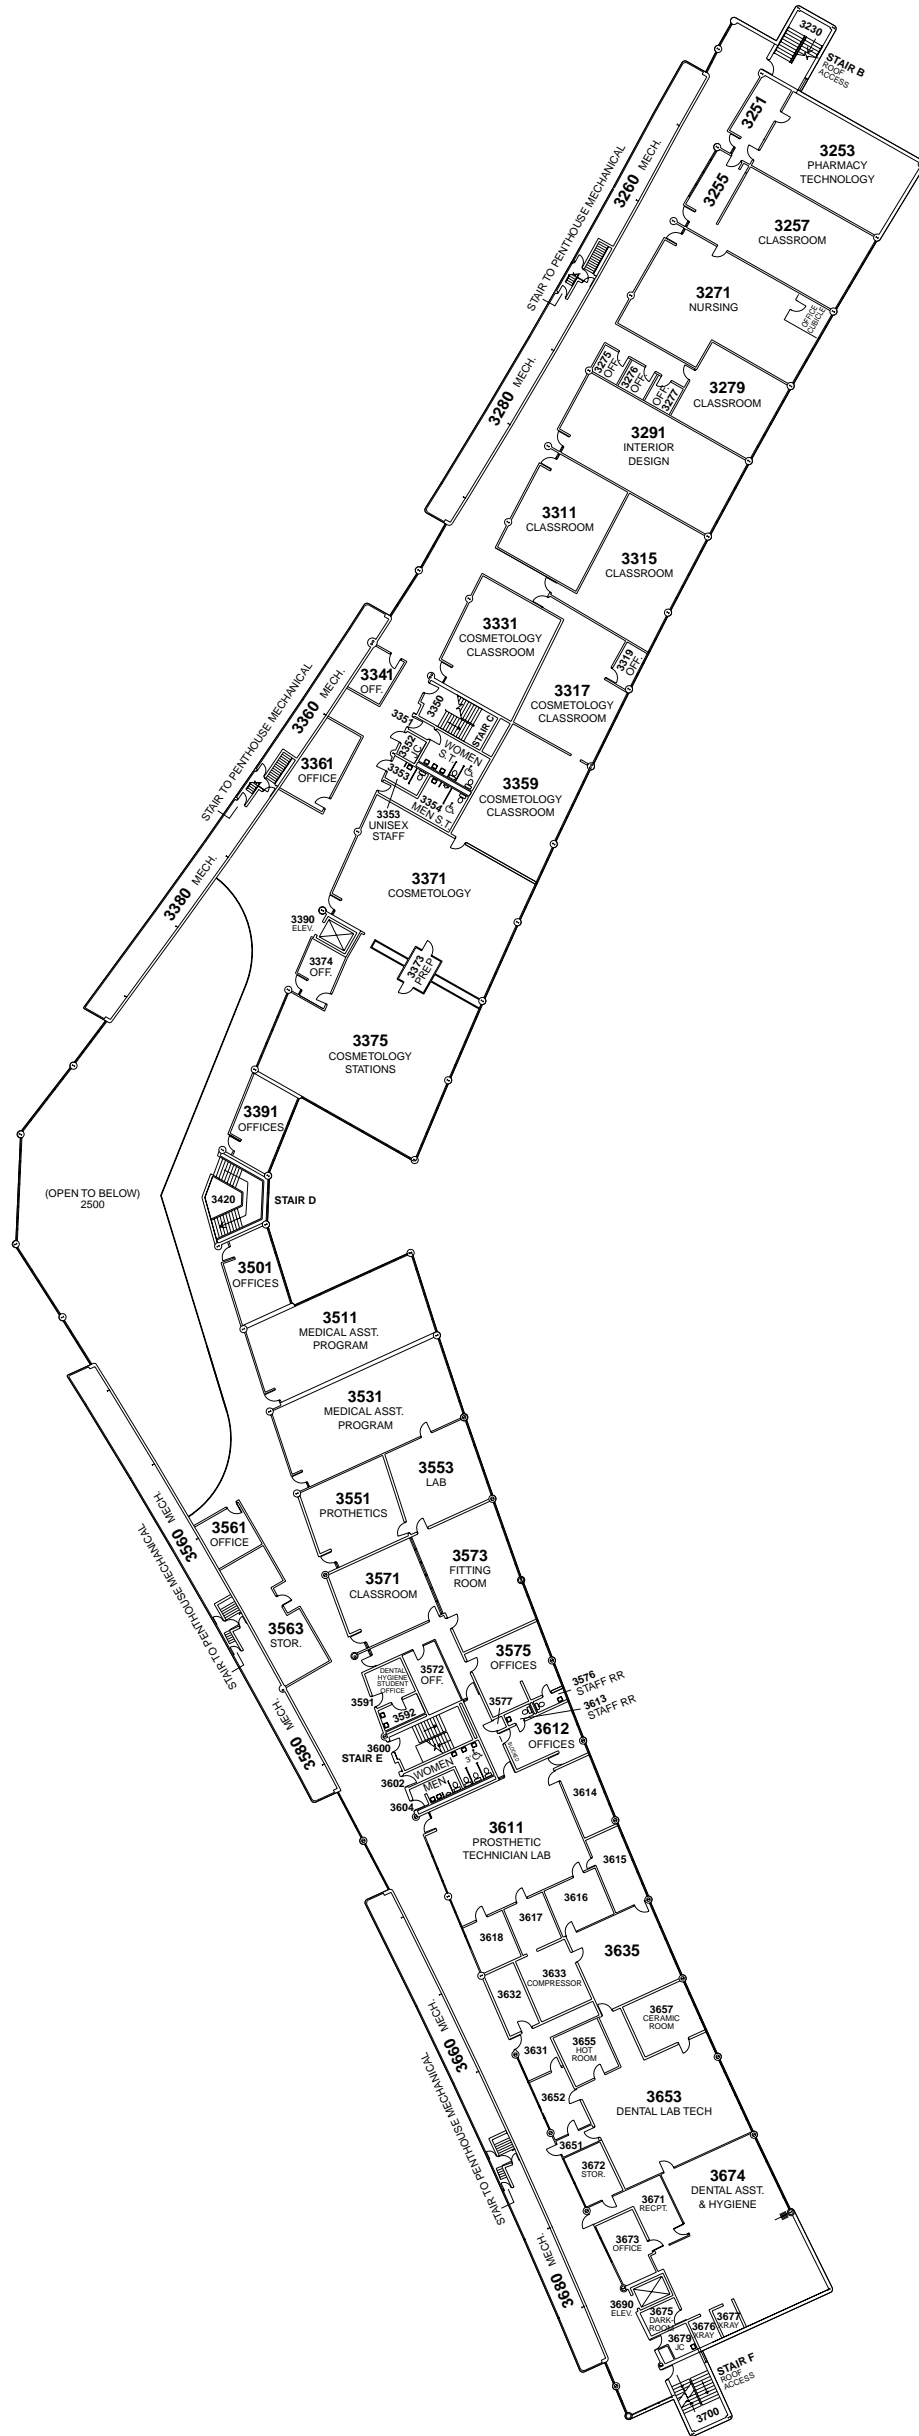 3230
STAIR B
ROOF
ACCESS
3251
3253
PHARMACY
TECHNOLOGY
3255
3257
CLASSROOM
3260 MECH.
STAIR TO PENTHOUSE MECHANICAL
3271
NURSING
OFFICE
CUBICLE
3275
OFF.
3276
OFF.
OFF.
3277
3279
CLASSROOM
3280 MECH.
3291
INTERIOR
DESIGN
3311
CLASSROOM
3315
CLASSROOM
3331
COSMETOLOGY
CLASSROOM
3319
OFF.
3317
COSMETOLOGY
CLASSROOM
3341
OFF.
3350
STAIR C
3351
3352
JC
WOMEN
S.T.
3353
3354
MEN S.T.
3353
UNISEX
STAFF
3359
COSMETOLOGY
CLASSROOM
3360 MECH.
STAIR TO PENTHOUSE MECHANICAL
3361
OFFICE
3380 MECH.
3371
COSMETOLOGY
3390
ELEV.
3374
OFF.
3373
PREP
3375
COSMETOLOGY
STATIONS
3391
OFFICES
3420
STAIR D
(OPEN TO BELOW)
2500
3501
OFFICES
3511
MEDICAL ASST.
PROGRAM
3531
MEDICAL ASST.
PROGRAM
3553
LAB
3551
PROTHETICS
3560 MECH.
STAIR TO PENTHOUSE MECHANICAL
3561
OFFICE
3563
STOR.
3580 MECH.
3571
CLASSROOM
3573
FITTING
ROOM
3575
OFFICES
3572
OFF.
DENTAL
HYGIENE
STUDENT
OFFICE
3591
3592
3576
STAFF RR
3577
3613
STAFF RR
3612
OFFICES
3600
STAIR E
WOMEN
3602
MEN
3604
3611
PROSTHETIC
TECHNICIAN LAB
3614
3615
3616
3617
3618
3635
3633
COMPRESSOR
3632
3657
CERAMIC
ROOM
3655
HOT
ROOM
3631
3660 MECH.
STAIR TO PENTHOUSE MECHANICAL
3652
3653
DENTAL LAB TECH
3651
3672
STOR.
3674
DENTAL ASST.
& HYGIENE
3671
RECPT.
3673
OFFICE
3680 MECH.
3690
ELEV.
3675
DARK-
ROOM
3676
XRAY
3677
XRAY
3679
JC
STAIR F
ROOF
ACCESS
3700